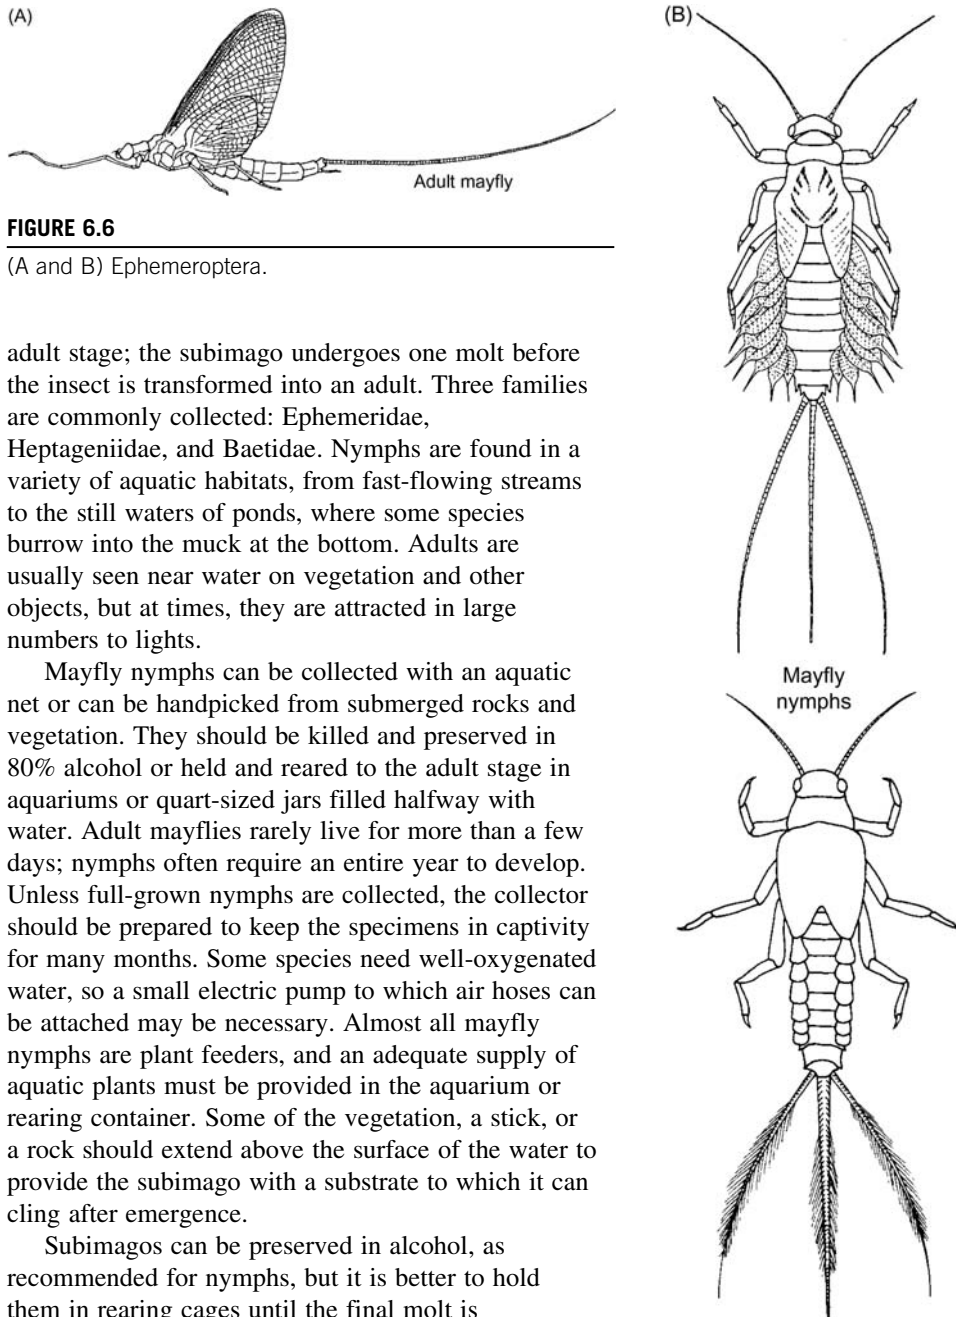 (A)
Adult mayfly
FIGURE 6.6
(A and B) Ephemeroptera.
adult stage; the subimago undergoes one molt before
the insect is transformed into an adult. Three families
are commonly collected: Ephemeridae,
Heptageniidae, and Baetidae. Nymphs are found in a
variety of aquatic habitats, from fast-flowing streams
to the still waters of ponds, where some species
burrow into the muck at the bottom. Adults are
usually seen near water on vegetation and other
objects, but at times, they are attracted in large
numbers to lights.
Mayfly nymphs can be collected with an aquatic
net or can be handpicked from submerged rocks and
vegetation. They should be killed and preserved in
80% alcohol or held and reared to the adult stage in
aquariums or quart-sized jars filled halfway with
water. Adult mayflies rarely live for more than a few
days; nymphs often require an entire year to develop.
Unless full-grown nymphs are collected, the collector
should be prepared to keep the specimens in captivity
for many months. Some species need well-oxygenated
water, so a small electric pump to which air hoses can
be attached may be necessary. Almost all mayfly
nymphs are plant feeders, and an adequate supply of
aquatic plants must be provided in the aquarium or
rearing container. Some of the vegetation, a stick, or
a rock should extend above the surface of the water to
provide the subimago with a substrate to which it can
cling after emergence.
Subimagos can be preserved in alcohol, as
recommended for nymphs, but it is better to hold
them in rearing cages until the final molt is
(B)
Mayfly
nymphs